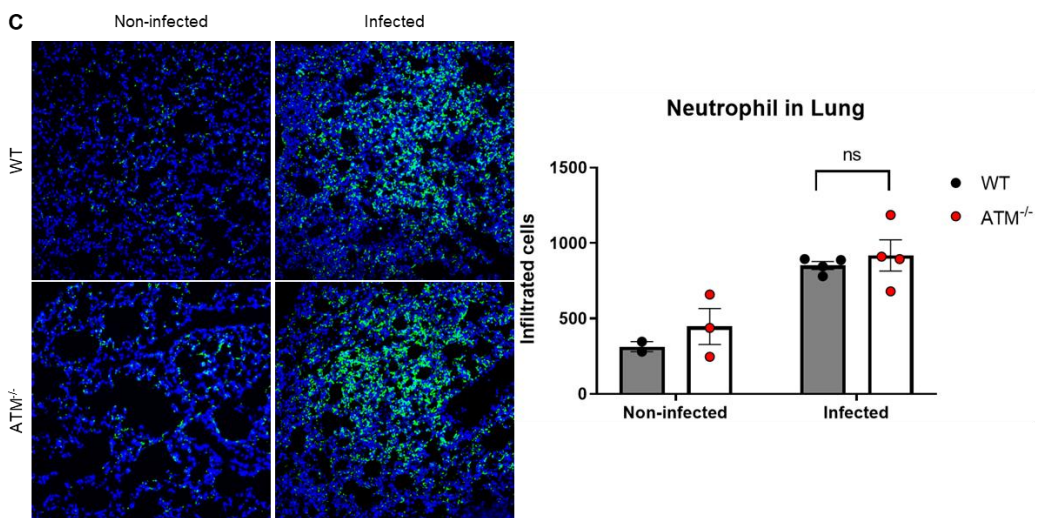 C
Non-infected
Infected
WT
ATM⁻/⁻
Neutrophil in Lung
Infiltrated cells
1500
1000
500
0
ns
WT
ATM⁻/⁻
Non-infected
Infected